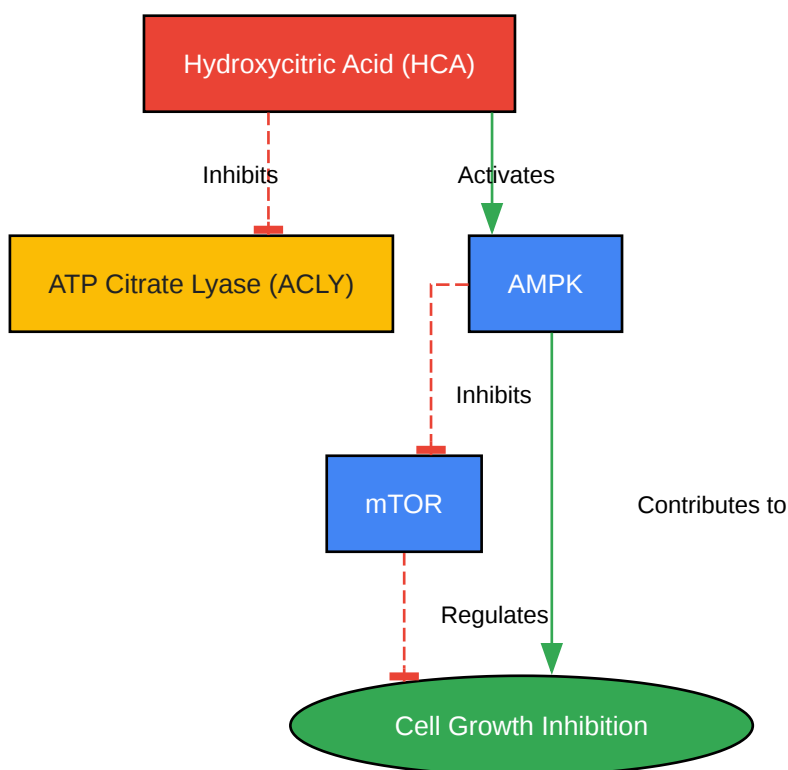 Hydroxycitric Acid (HCA)
Inhibits
Activates
ATP Citrate Lyase (ACLY)
AMPK
Inhibits
mTOR
Contributes to
Regulates
Cell Growth Inhibition